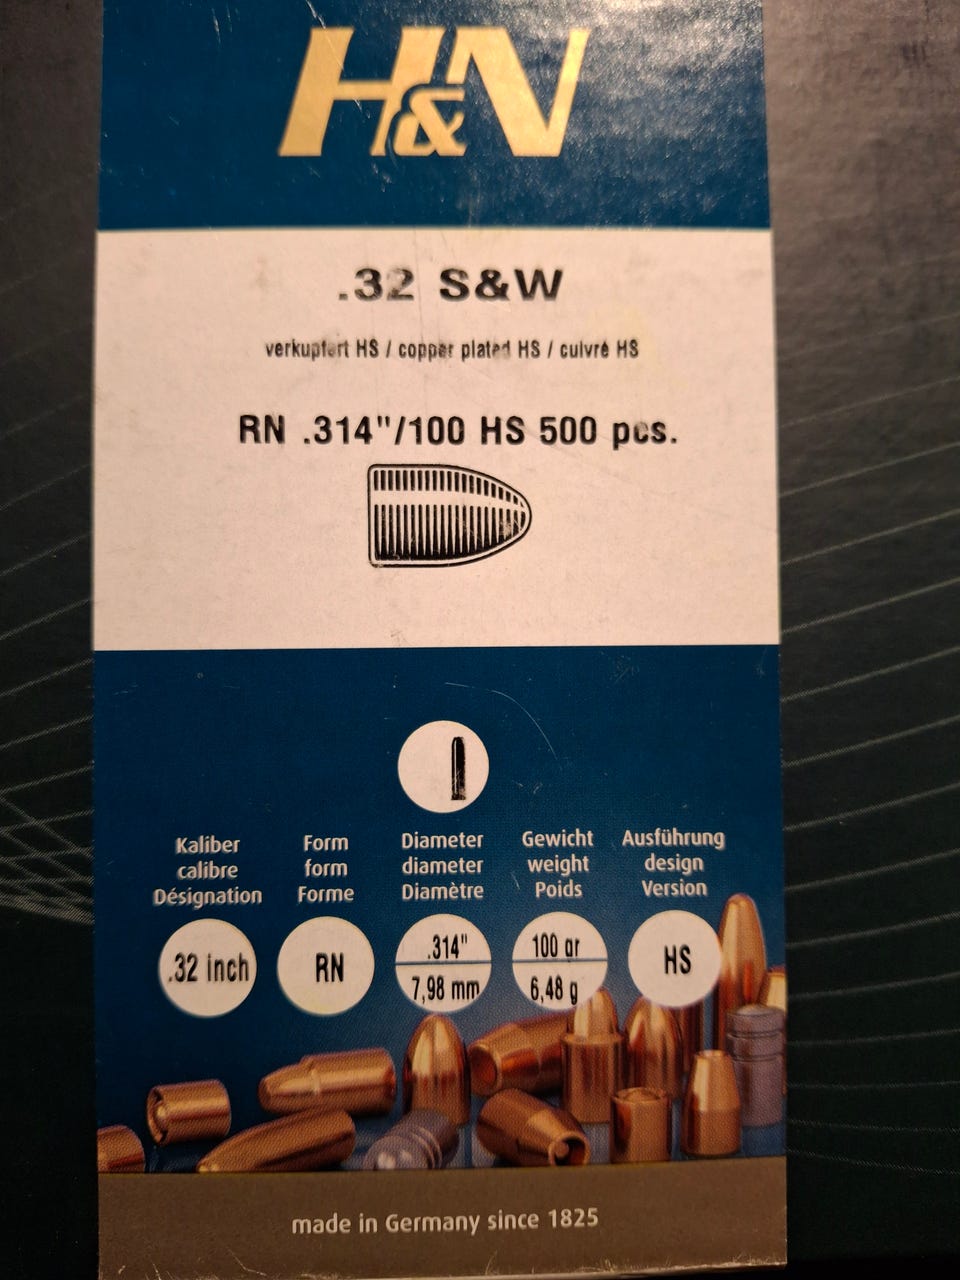 H&N
.32 S&W
verkupfert HS / copper plated HS / cuivré HS
RN .314"/100 HS 500 pcs.
Kaliber
calibre
Désignation
Form
form
Forme
Diameter
diameter
Diamètre
Gewicht
weight
Poids
Ausführung
design
Version
.32 inch
RN
.314"
7,98 mm
100 gr
6,48 g
HS
made in Germany since 1825